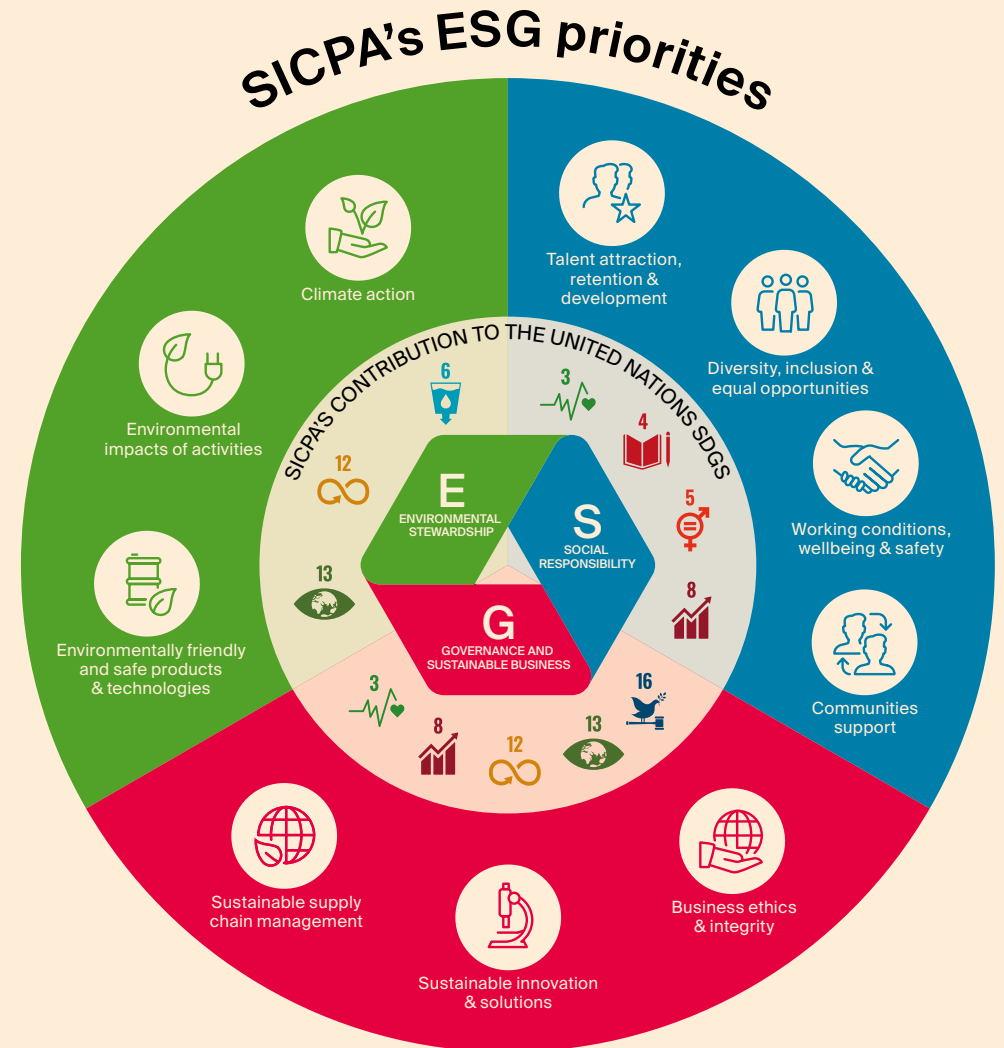 SICPA's ESG priorities
Climate action
Environmental
impacts of activities
Environmentally friendly
and safe products
& technologies
Talent attraction,
retention &
development
Diversity, inclusion &
equal opportunities
Working conditions,
wellbeing & safety
Communities
support
Business ethics
& integrity
Sustainable innovation
& solutions
Sustainable supply
chain management
SICPA'S CONTRIBUTION TO THE UNITED NATIONS SDGS
6
12
13
3
4
5
8
3
8
12
13
16
E
ENVIRONMENTAL
STEWARDSHIP
S
SOCIAL
RESPONSIBILITY
G
GOVERNANCE AND
SUSTAINABLE BUSINESS